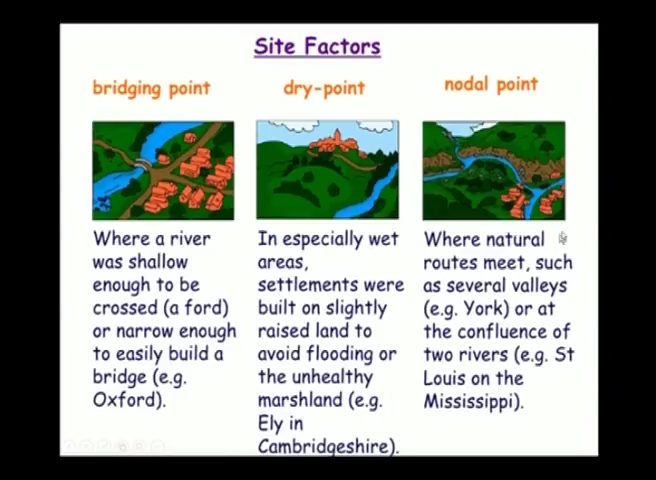 Site Factors
bridging point
dry-point
nodal point
Where a river
was shallow
enough to be
crossed (a ford)
or narrow enough
to easily build a
bridge (e.g.
Oxford).
In especially wet
areas,
settlements were
built on slightly
raised land to
avoid flooding or
the unhealthy
marshland (e.g.
Ely in
Cambridgeshire).
Where natural
routes meet, such
as several valleys
(e.g. York) or at
the confluence of
two rivers (e.g. St
Louis on the
Mississippi).